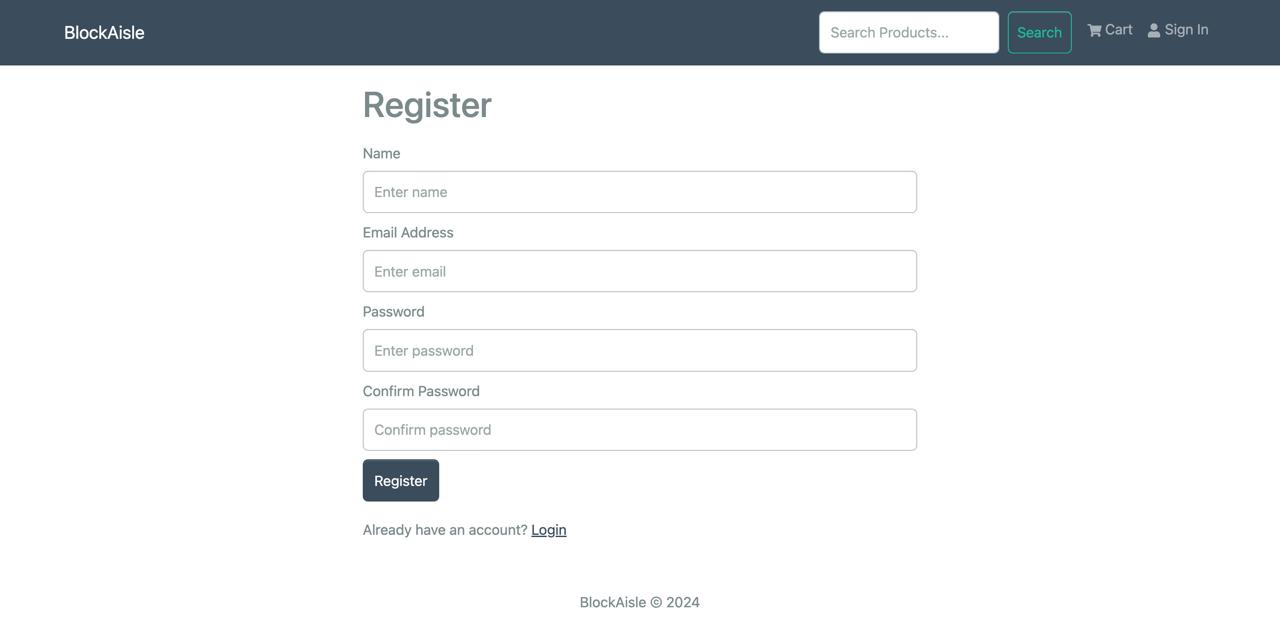 BlockAisle
Search Products...
Search
Cart
Sign In
Register
Name
Enter name
Email Address
Enter email
Password
Enter password
Confirm Password
Confirm password
Register
Already have an account? Login
BlockAisle © 2024